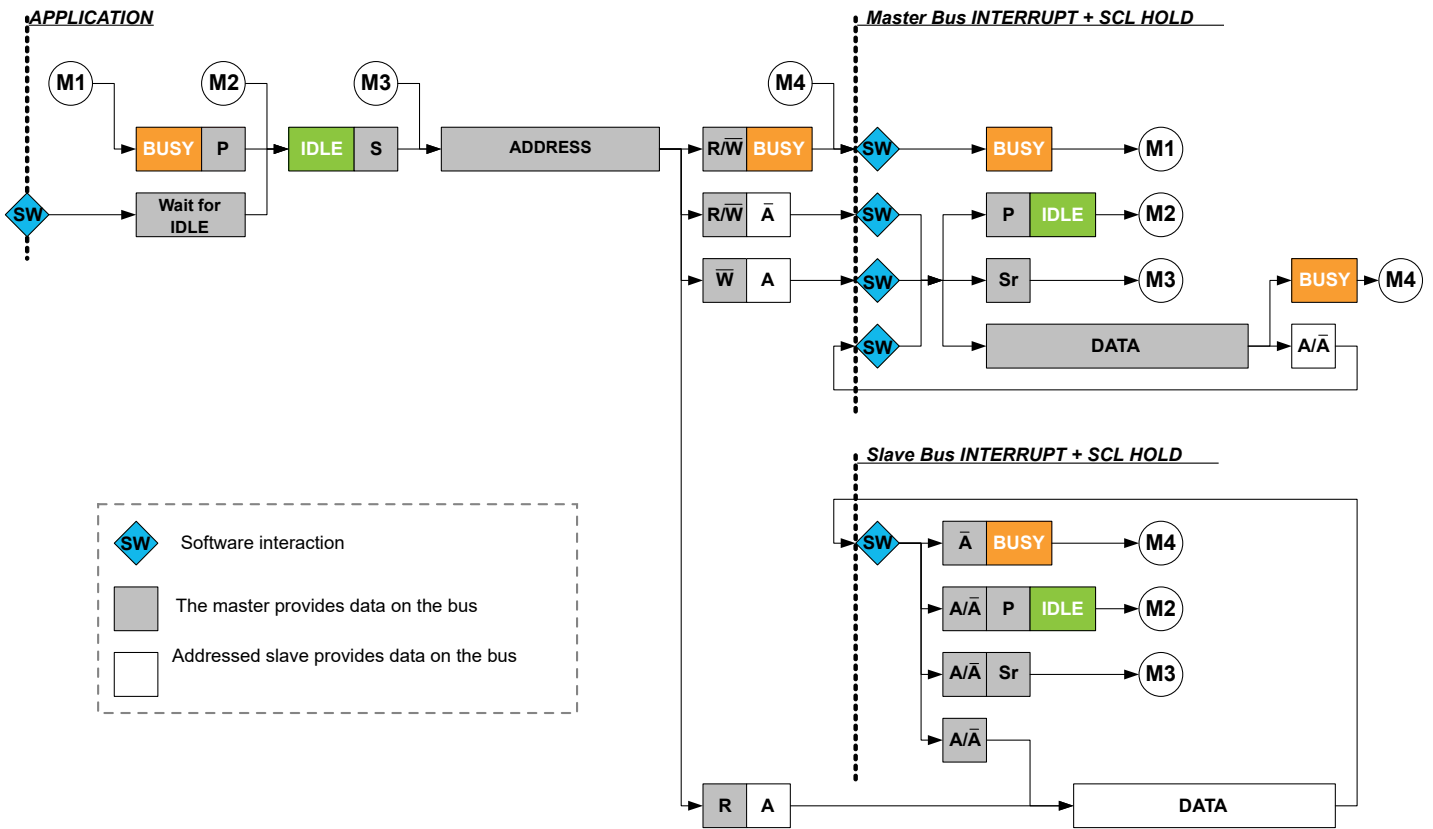 APPLICATION
Master Bus INTERRUPT + SCL HOLD
M1
M2
M3
M4
BUSY P
IDLE S
ADDRESS
R/W̅ BUSY
SW
BUSY
M1
SW
Wait for
IDLE
R/W̅ A̅
SW
P IDLE
M2
W̅ A
SW
Sr
M3
BUSY
M4
SW
DATA
A/A̅
Slave Bus INTERRUPT + SCL HOLD
SW
A̅ BUSY
M4
A/A̅ P IDLE
M2
A/A̅ Sr
M3
A/A̅
R A
DATA
SW
Software interaction
The master provides data on the bus
Addressed slave provides data on the bus